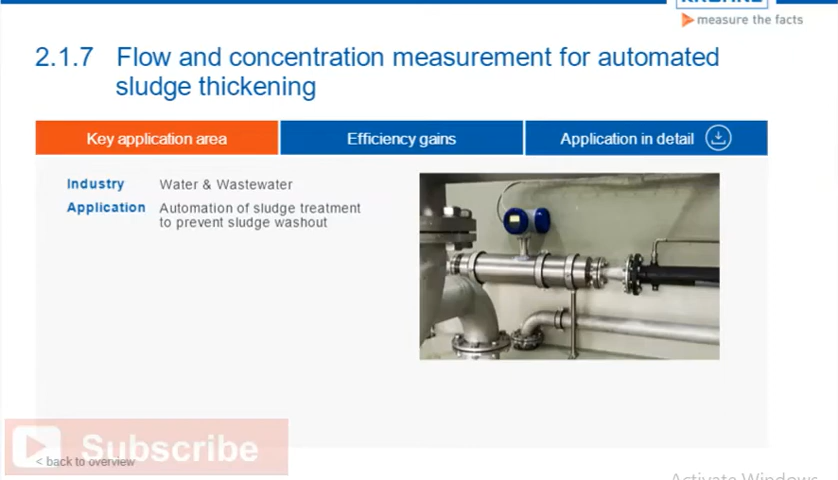 measure the facts
2.1.7 Flow and concentration measurement for automated
sludge thickening
Key application area
Efficiency gains
Application in detail
Industry Water & Wastewater
Application Automation of sludge treatment
to prevent sludge washout
Subscribe
< back to overview
Activate Windows